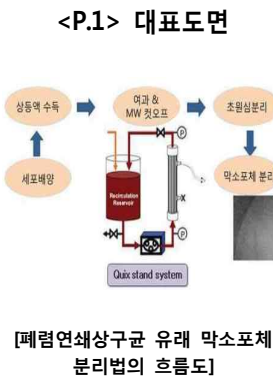 <P.1> 대표도면
상등액 수득
여과 &
MW 컷오프
초원심분리
세포배양
막소포체 분리
P
Recirculation
Reservoir
P
Quix stand system
[폐렴연쇄상구균 유래 막소포체
분리법의 흐름도]